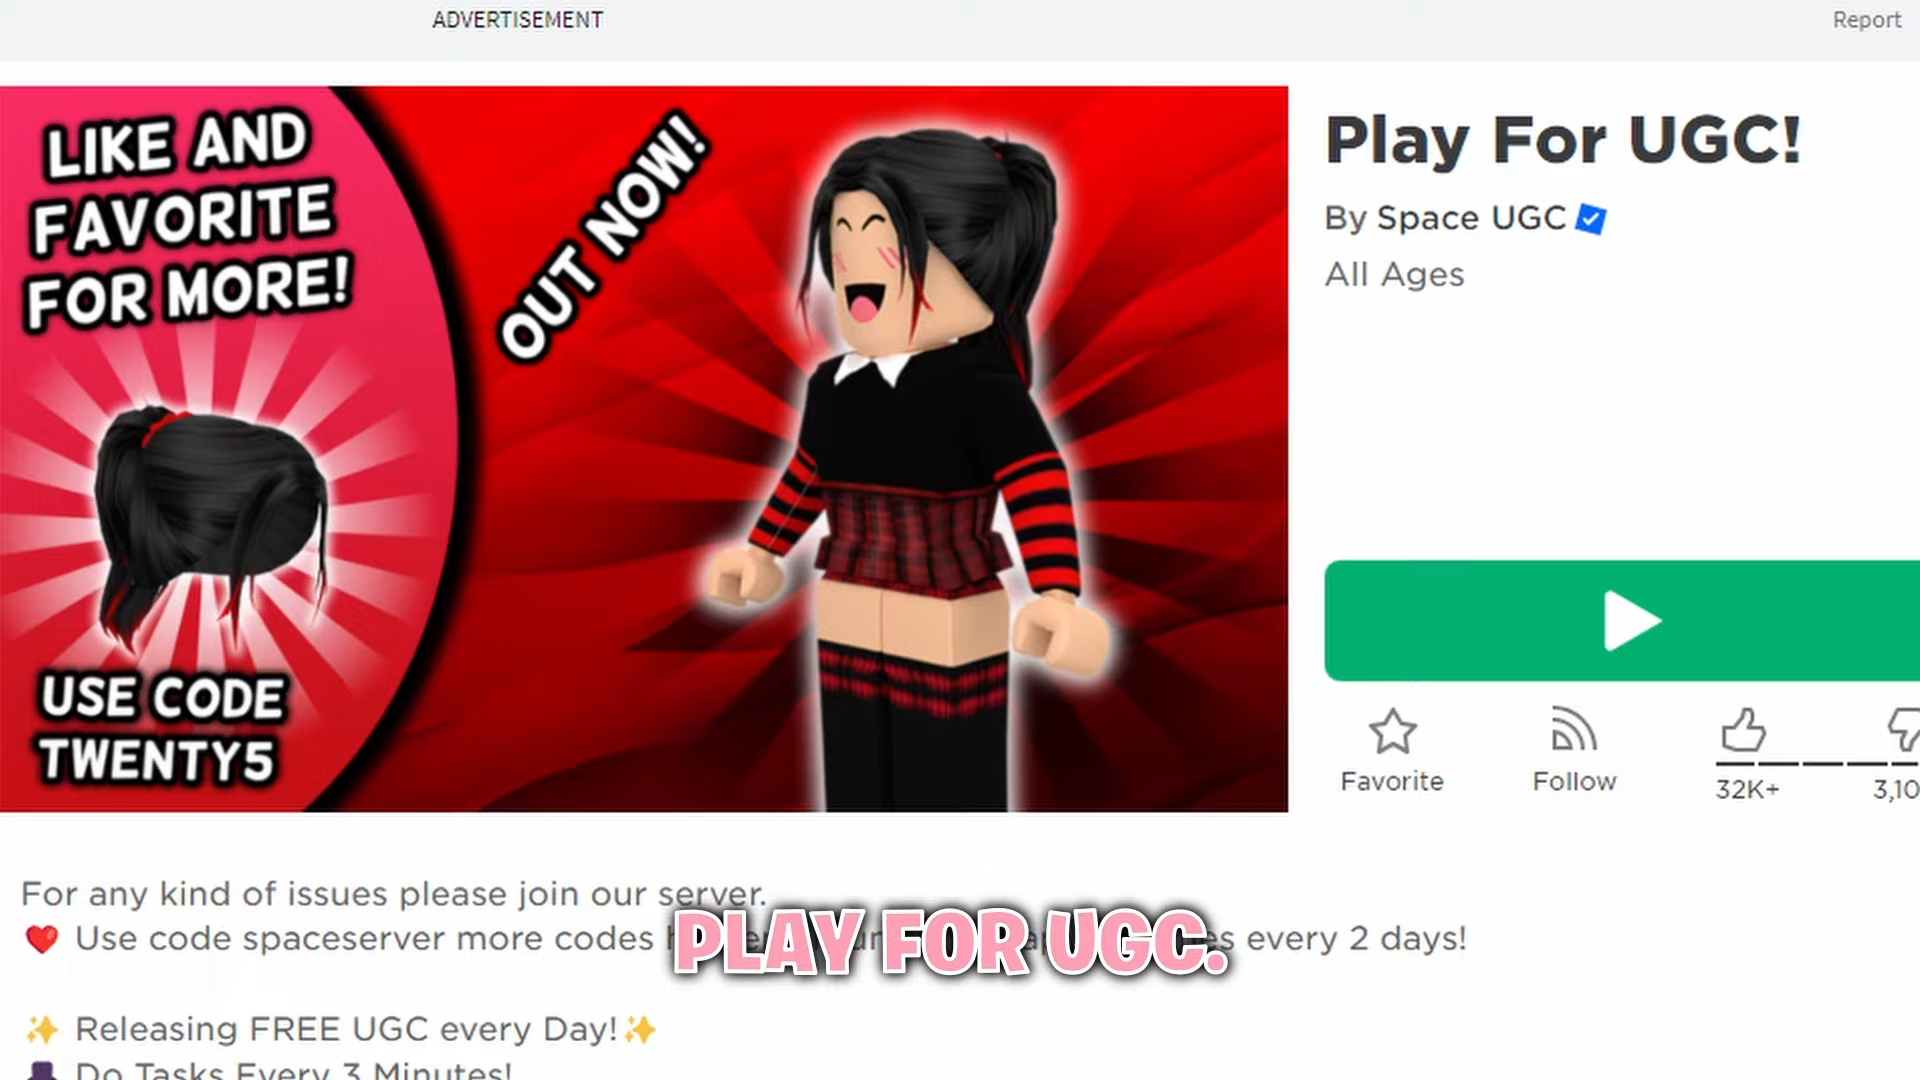 ADVERTISEMENT
Report
LIKE AND
FAVORITE
FOR MORE!
OUT NOW!
USE CODE
TWENTY5
Play For UGC!
By Space UGC
All Ages
Favorite
Follow
32K+
3,10
For any kind of issues please join our server.
Use code spaceserver more codes
every 2 days!
PLAY FOR UGC.
Releasing FREE UGC every Day!
Do Tasks Every 3 Minutes!